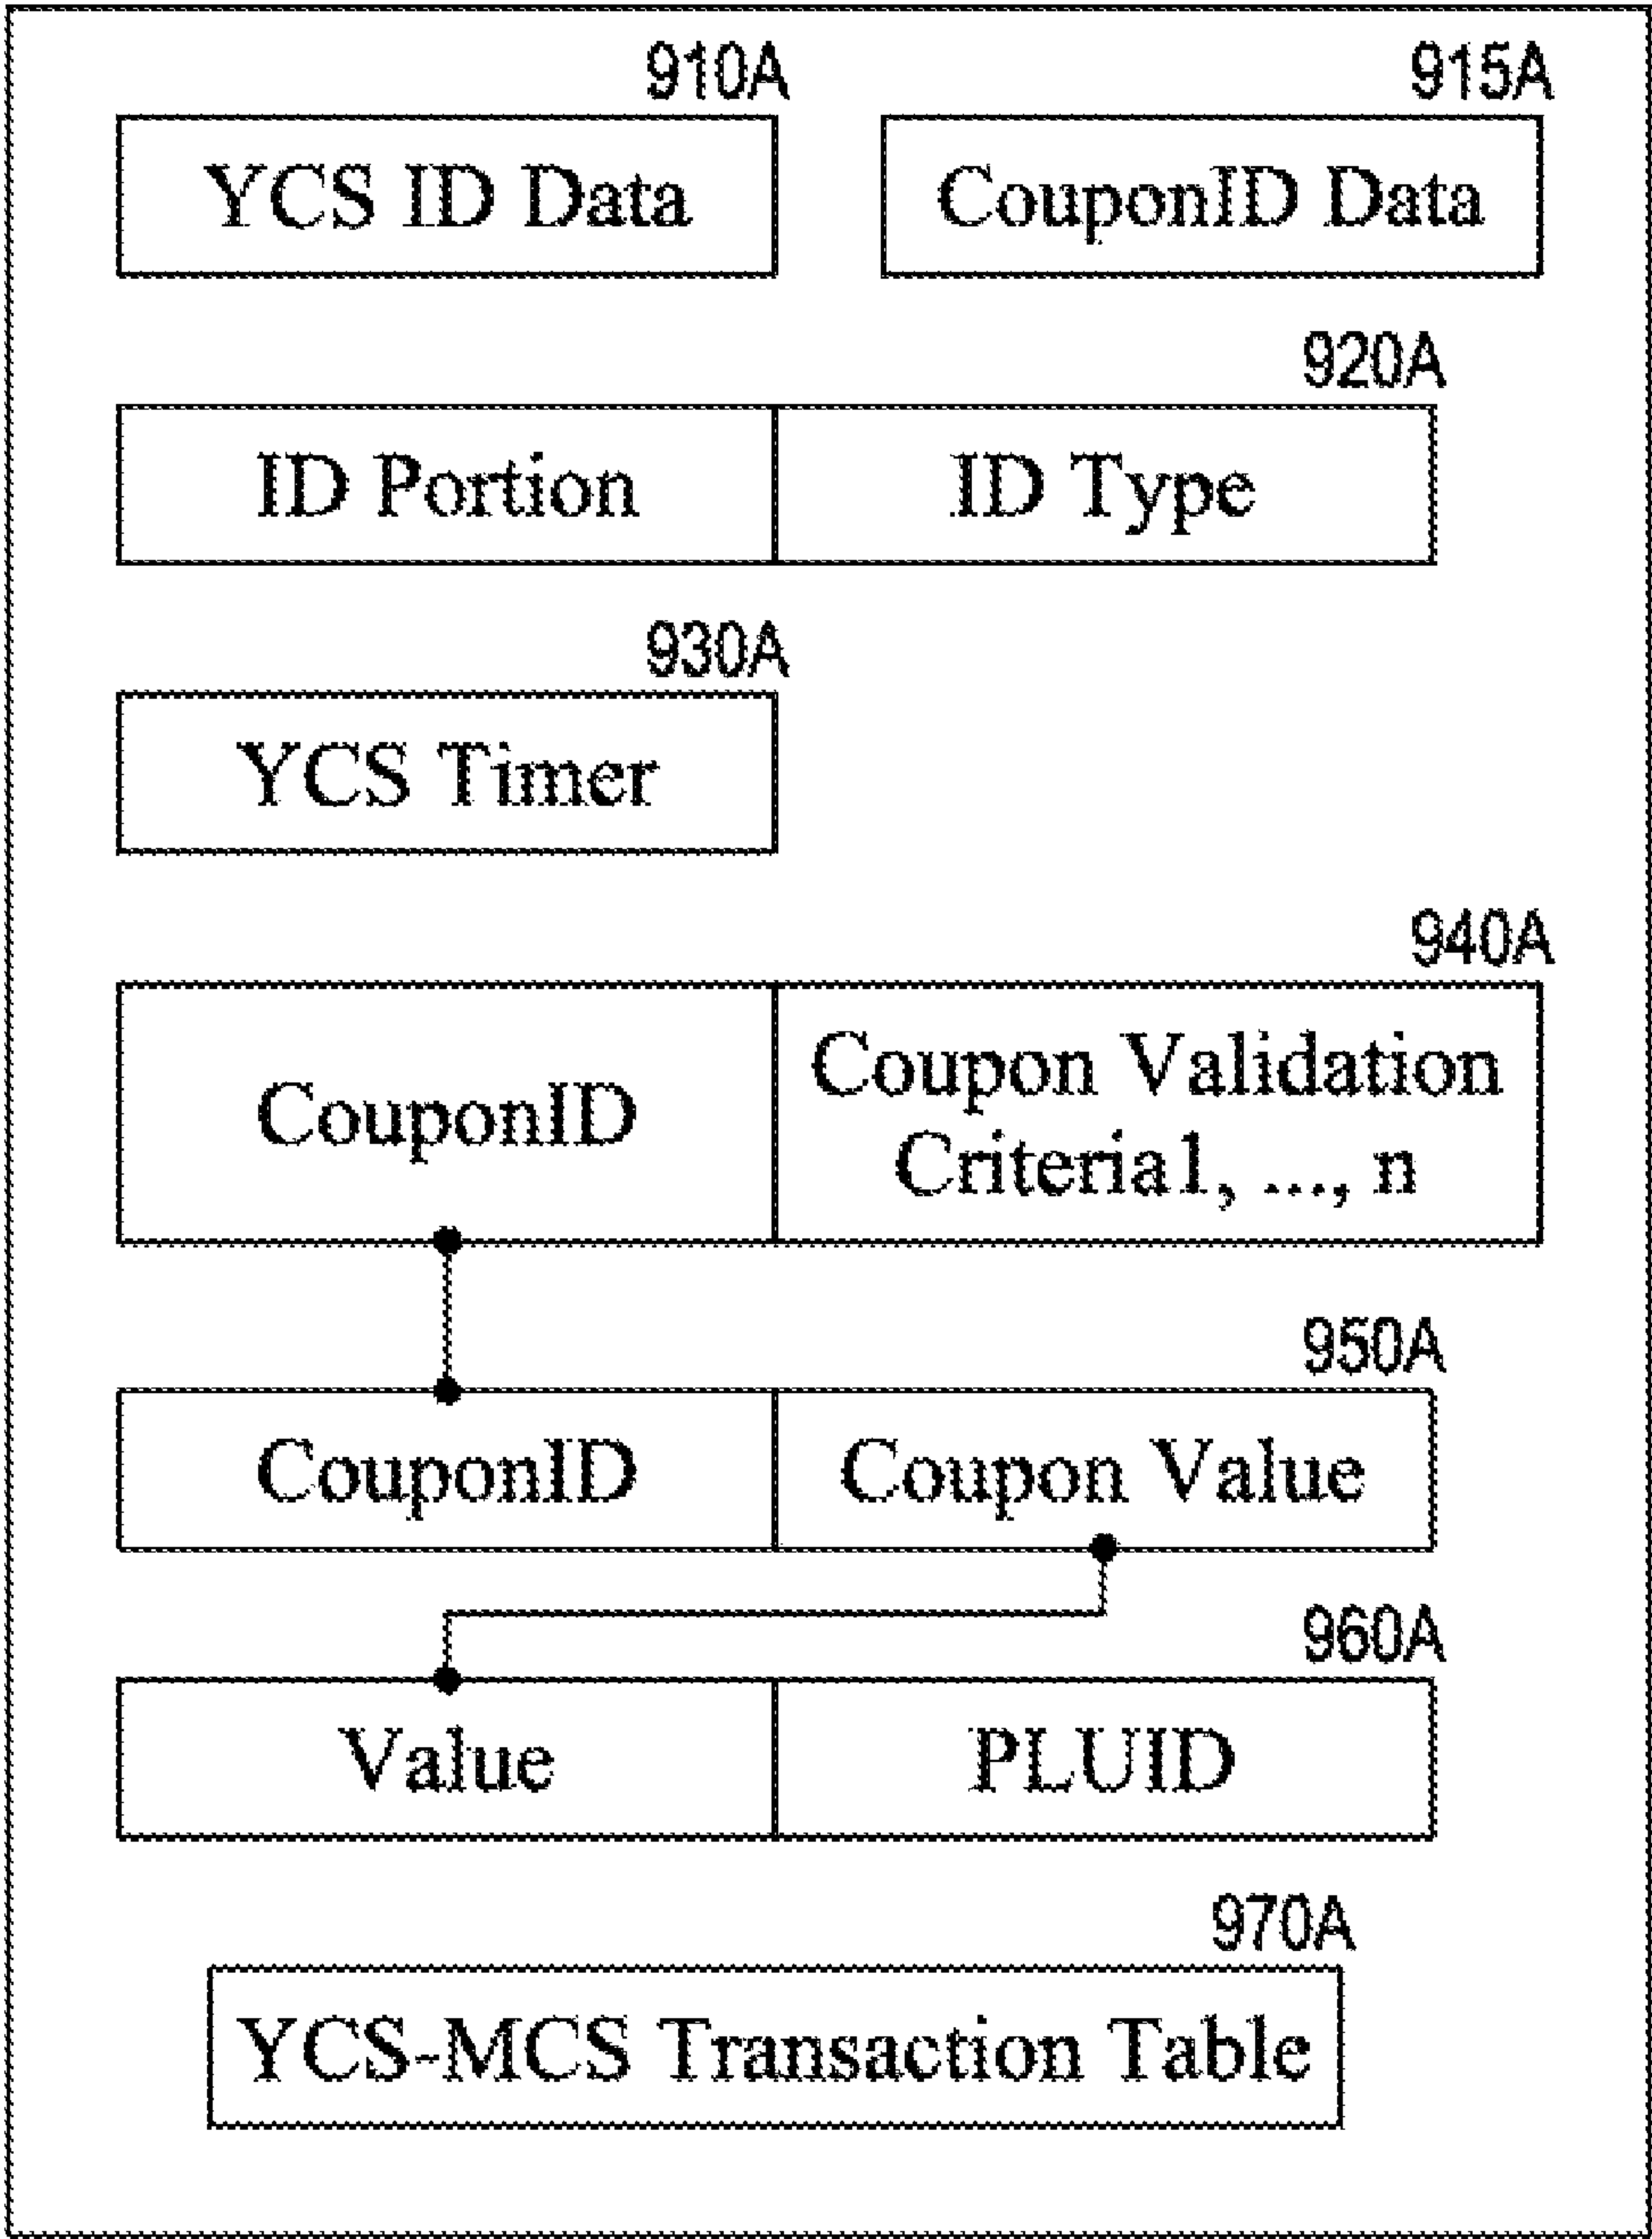 910A 915A
YCS ID Data CouponID Data
920A
ID Portion ID Type
930A
YCS Timer
940A
CouponID Coupon Validation
Criteria1, ..., n
950A
CouponID Coupon Value
960A
Value PLUID
970A
YCS-MCS Transaction Table